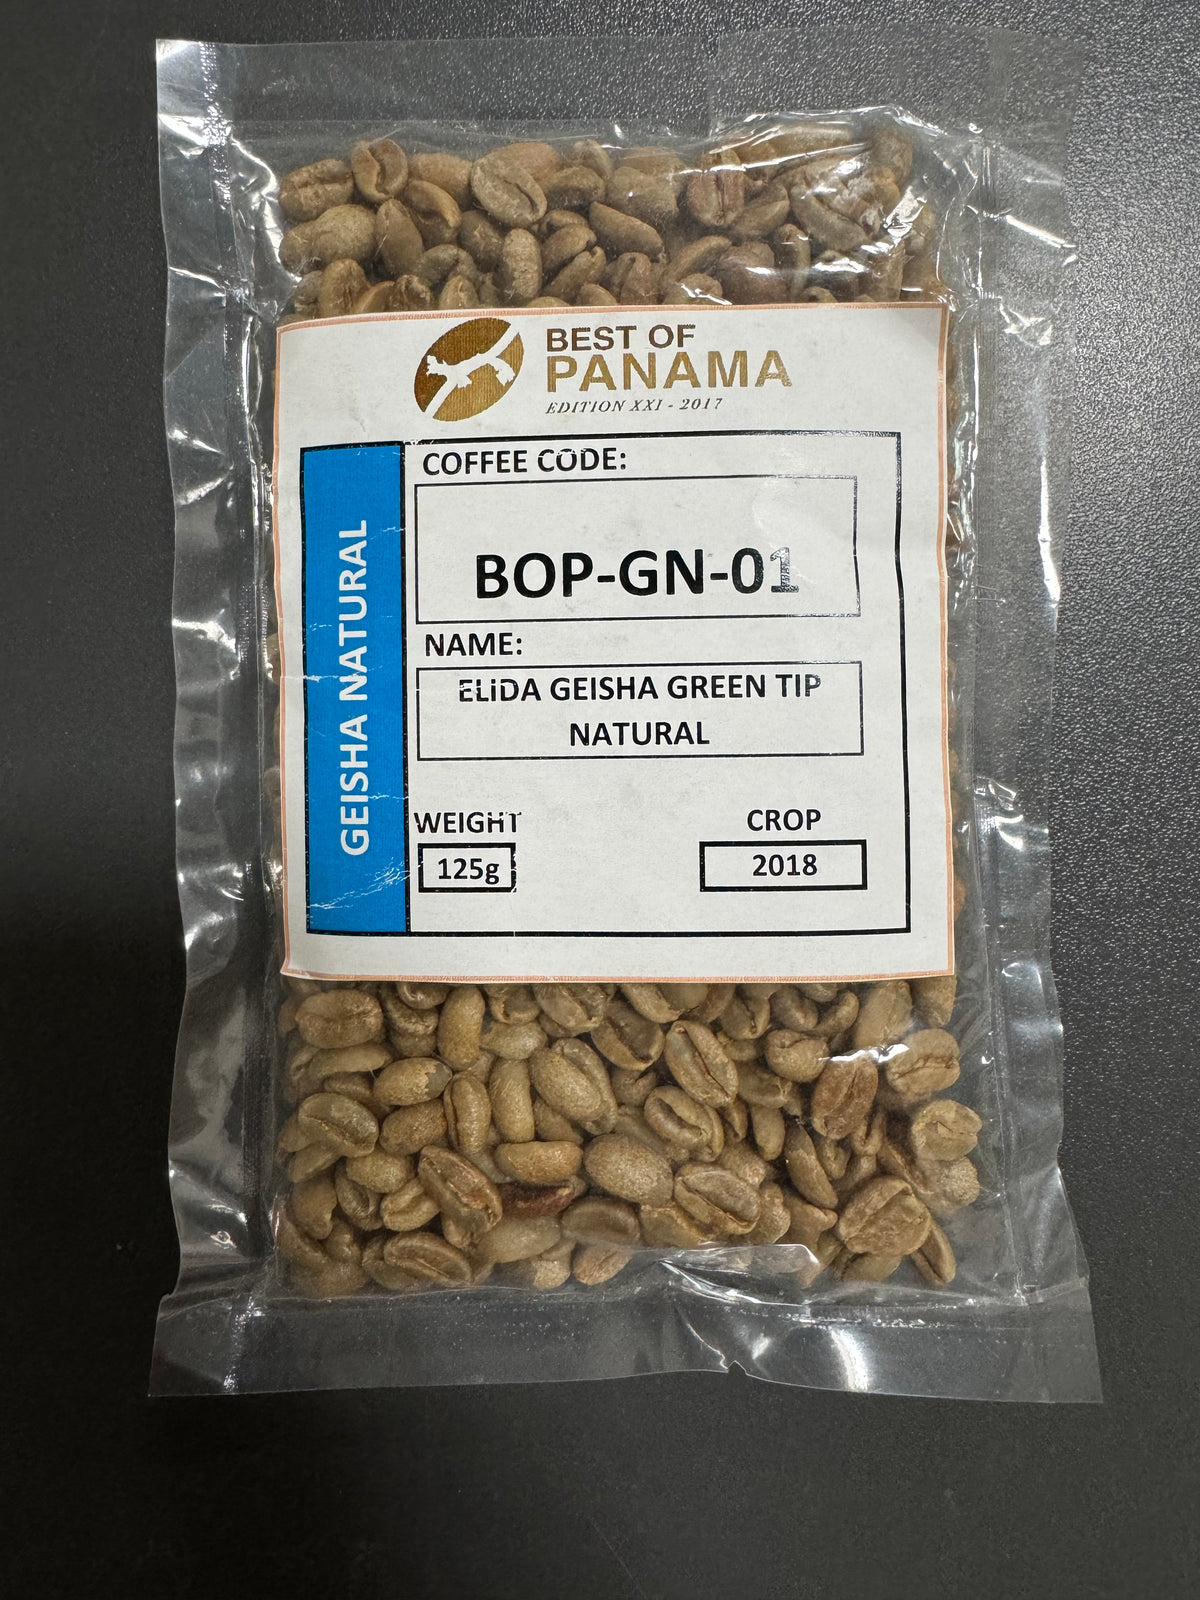 BEST OF
PANAMA
EDITION XXI - 2017
GEISHA NATURAL
COFFEE CODE:
BOP-GN-01
NAME:
ELIDA GEISHA GREEN TIP
NATURAL
WEIGHT
125g
CROP
2018